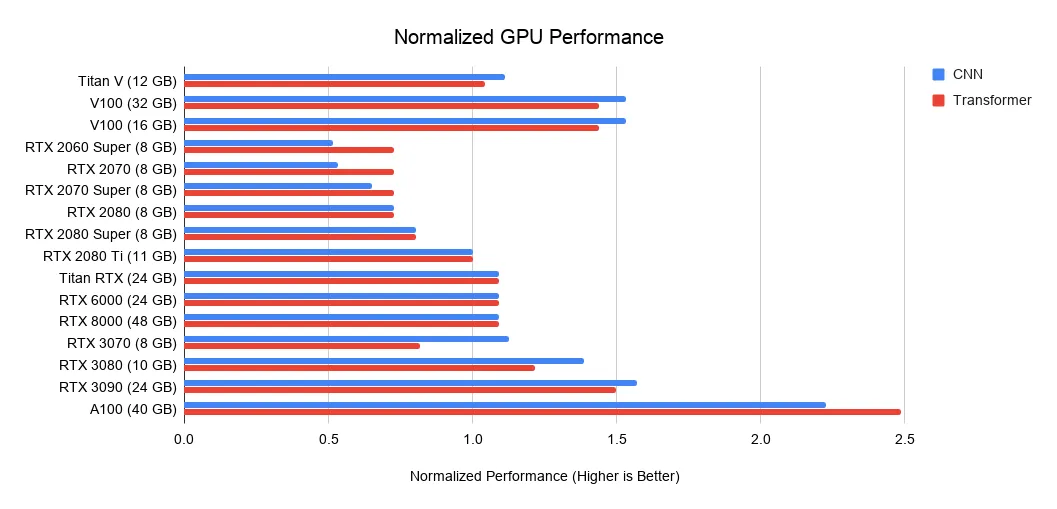 Normalized GPU Performance
CNN
Transformer
Titan V (12 GB)
V100 (32 GB)
V100 (16 GB)
RTX 2060 Super (8 GB)
RTX 2070 (8 GB)
RTX 2070 Super (8 GB)
RTX 2080 (8 GB)
RTX 2080 Super (8 GB)
RTX 2080 Ti (11 GB)
Titan RTX (24 GB)
RTX 6000 (24 GB)
RTX 8000 (48 GB)
RTX 3070 (8 GB)
RTX 3080 (10 GB)
RTX 3090 (24 GB)
A100 (40 GB)
0.0 0.5 1.0 1.5 2.0 2.5
Normalized Performance (Higher is Better)